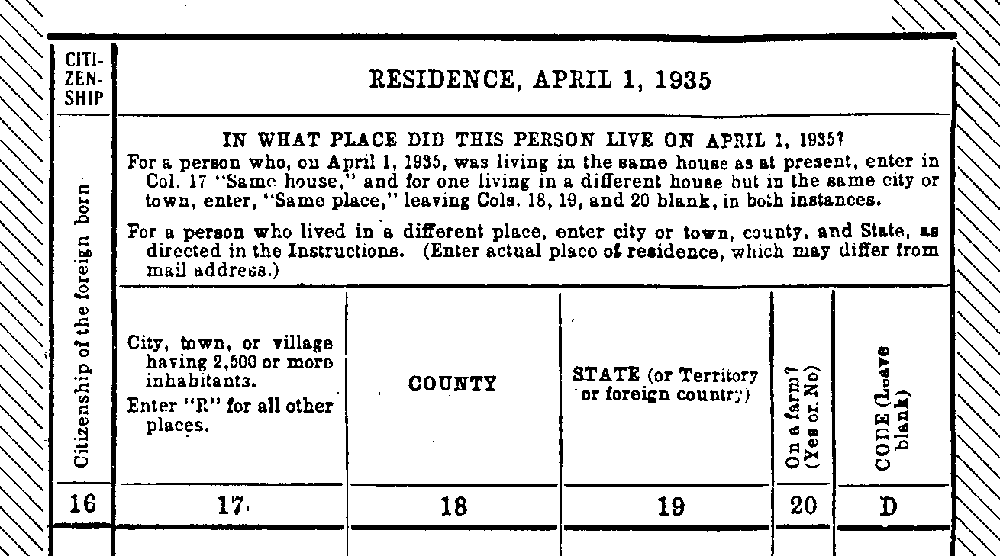 CITI-
ZEN-
SHIP
RESIDENCE, APRIL 1, 1935
IN WHAT PLACE DID THIS PERSON LIVE ON APRIL 1, 1935?
For a person who, on April 1, 1935, was living in the same house as at present, enter in
Col. 17 "Same house," and for one living in a different house but in the same city or
town, enter, "Same place," leaving Cols. 18, 19, and 20 blank, in both instances.
For a person who lived in a different place, enter city or town, county, and State, as
directed in the Instructions. (Enter actual place of residence, which may differ from
mail address.)
Citizenship of the foreign born
City, town, or village
having 2,500 or more
inhabitants.
Enter "R" for all other
places.
COUNTY
STATE (or Territory
or foreign country)
On a farm?
(Yes or No)
CODE (Leave
blank)
16
17
18
19
20
D